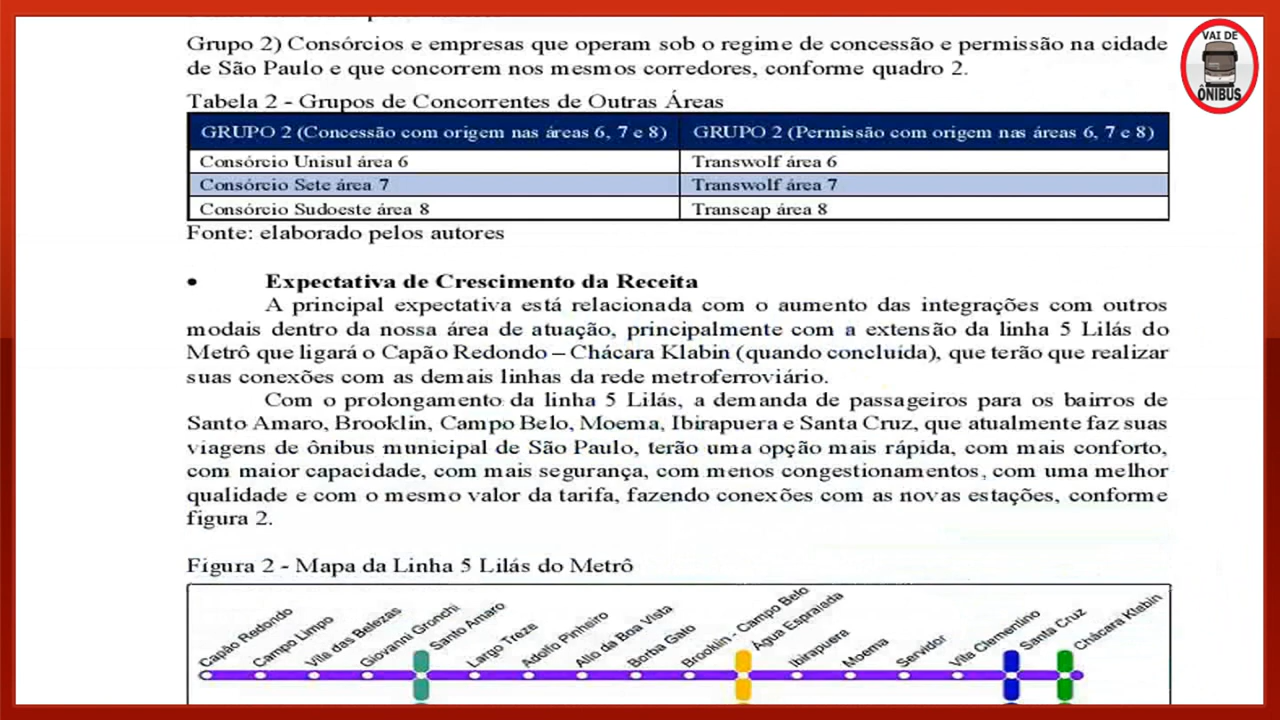 Grupo 2) Consórcios e empresas que operam sob o regime de concessão e permissão na cidade
de São Paulo e que concorrem nos mesmos corredores, conforme quadro 2.
Tabela 2 - Grupos de Concorrentes de Outras Áreas
GRUPO 2 (Concessão com origem nas áreas 6, 7 e 8) GRUPO 2 (Permissão com origem nas áreas 6, 7 e 8)
Consórcio Unisul área 6 Transwolf área 6
Consórcio Sete área 7 Transwolf área 7
Consórcio Sudoeste área 8 Transcap área 8
Fonte: elaborado pelos autores
• Expectativa de Crescimento da Receita
A principal expectativa está relacionada com o aumento das integrações com outros
modais dentro da nossa área de atuação, principalmente com a extensão da linha 5 Lilás do
Metrô que ligará o Capão Redondo – Chácara Klabin (quando concluída), que terão que realizar
suas conexões com as demais linhas da rede metroferroviário.
Com o prolongamento da linha 5 Lilás, a demanda de passageiros para os bairros de
Santo Amaro, Brooklin, Campo Belo, Moema, Ibirapuera e Santa Cruz, que atualmente faz suas
viagens de ônibus municipal de São Paulo, terão uma opção mais rápida, com mais conforto,
com maior capacidade, com mais segurança, com menos congestionamentos, com uma melhor
qualidade e com o mesmo valor da tarifa, fazendo conexões com as novas estações, conforme
figura 2.
Figura 2 - Mapa da Linha 5 Lilás do Metrô
Capão Redondo
Campo Limpo
Vila das Belezas
Giovanni Gronchi
Santo Amaro
Largo Treze
Adolfo Pinheiro
Alto da Boa Vista
Borba Gato
Brooklin - Campo Belo
Água Espraiada
Ibirapuera
Moema
Servidor
Vila Clementino
Santa Cruz
Chácara Klabin
VAI DE
ÔNIBUS